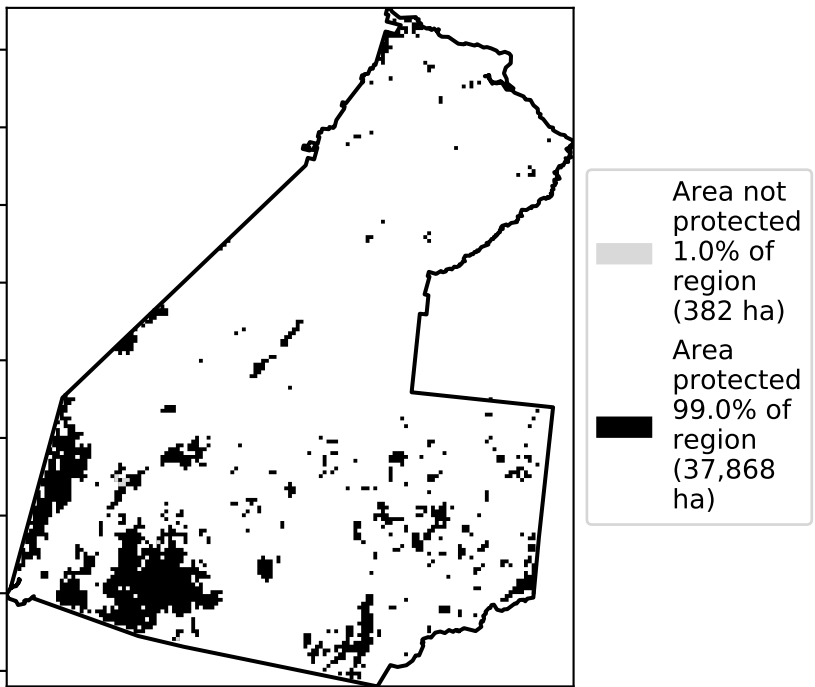 Area not
protected
1.0% of
region
(382 ha)
Area
protected
99.0% of
region
(37,868
ha)